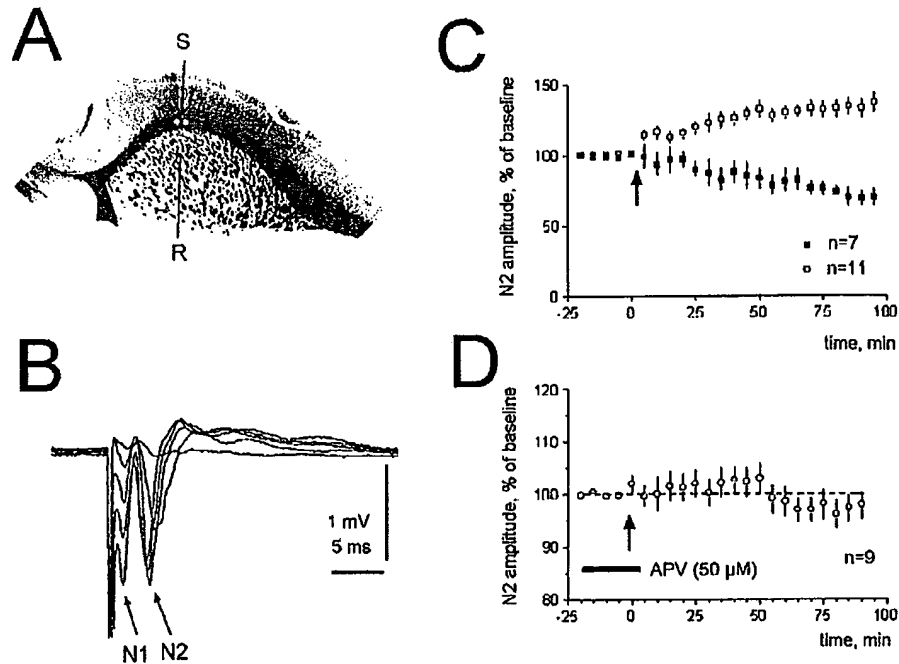 A
S
R
B
1 mV
5 ms
N1 N2
C
N2 amplitude, % of baseline
150
100
50
0
n=7
n=11
-25 0 25 50 75 100
time, min
D
N2 amplitude, % of baseline
120
110
100
90
80
APV (50 µM)
n=9
-25 0 25 50 75 100
time, min